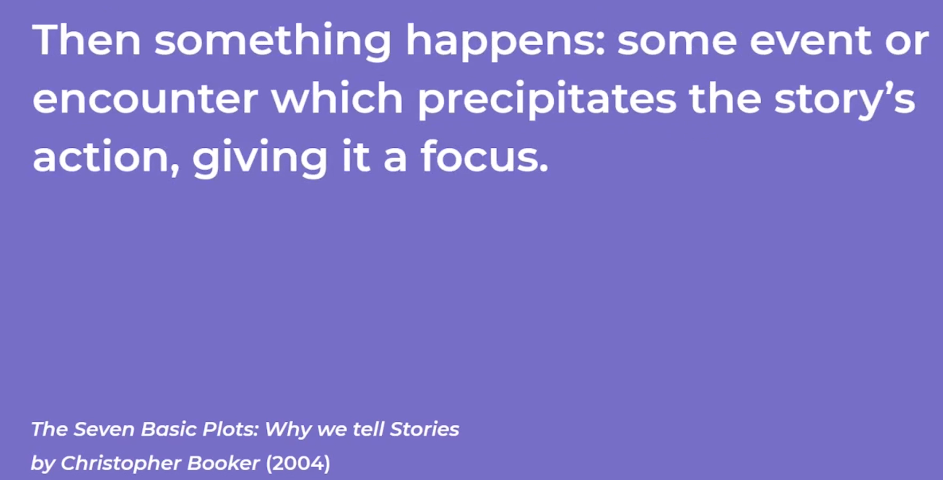 Then something happens: some event or
encounter which precipitates the story’s
action, giving it a focus.
The Seven Basic Plots: Why we tell Stories
by Christopher Booker (2004)